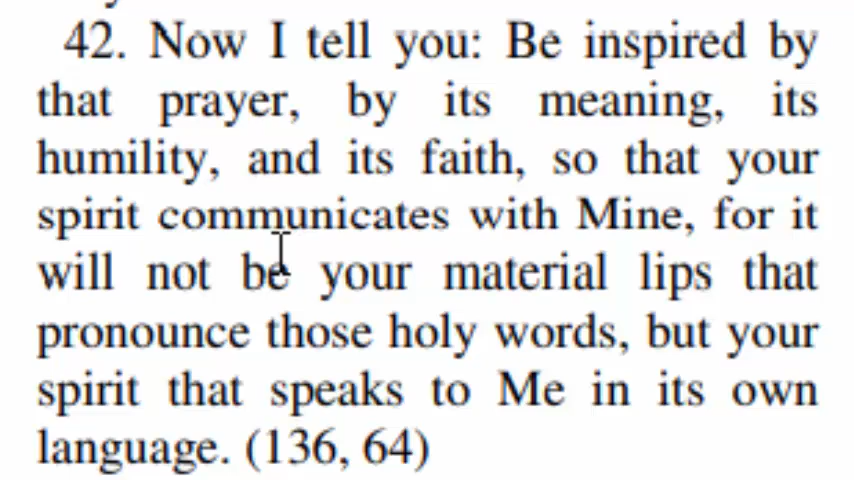 42. Now I tell you: Be inspired by
that prayer, by its meaning, its
humility, and its faith, so that your
spirit communicates with Mine, for it
will not be your material lips that
pronounce those holy words, but your
spirit that speaks to Me in its own
language. (136, 64)